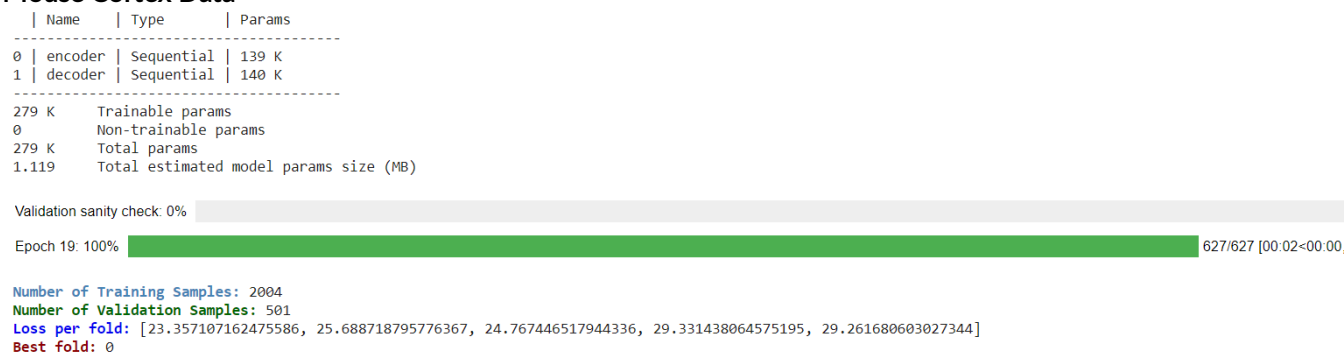 | Name    | Type       | Params
---------------------------------------
0 | encoder | Sequential | 139 K
1 | decoder | Sequential | 140 K
---------------------------------------
279 K     Trainable params
0         Non-trainable params
279 K     Total params
1.119     Total estimated model params size (MB)
Validation sanity check: 0%
Epoch 19: 100% 627/627 [00:02<00:00,
Number of Training Samples: 2004
Number of Validation Samples: 501
Loss per fold: [23.357107162475586, 25.688718795776367, 24.767446517944336, 29.331438064575195, 29.261680603027344]
Best fold: 0